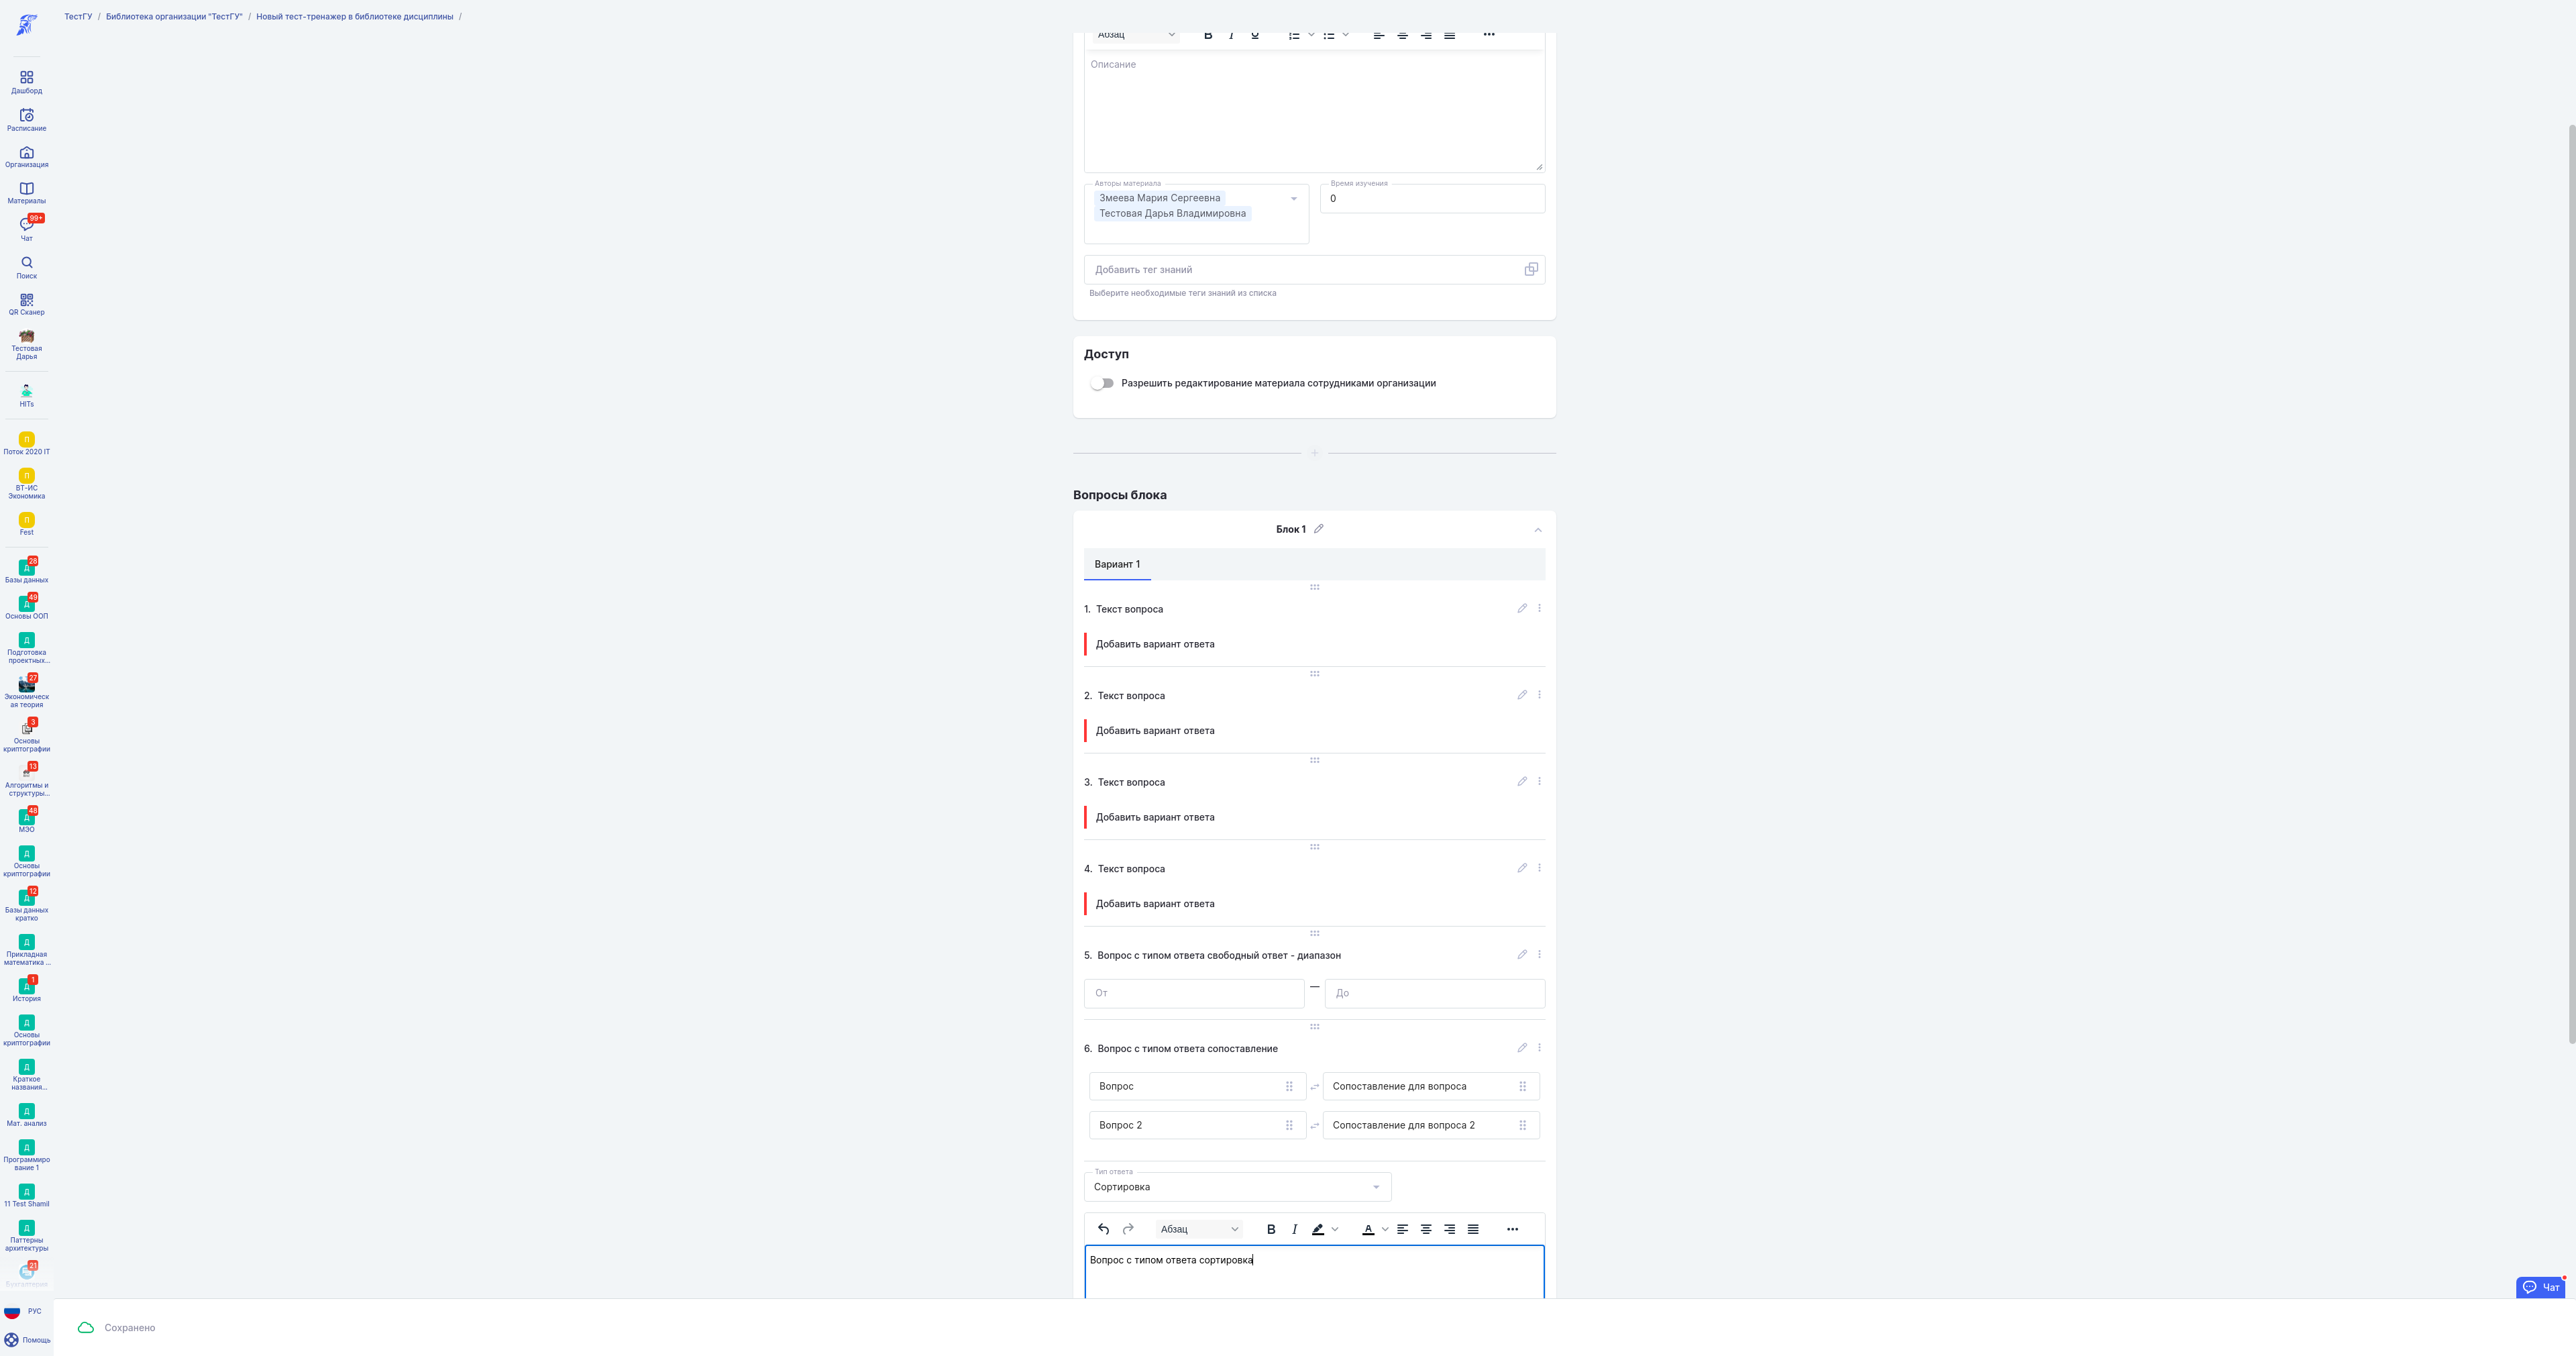 ТестГУ / Библиотека организации "ТестГУ" / Новый тест-тренажер в библиотеке дисциплины /
Дашборд
Расписание
Организация
Материалы
99+
Чат
Поиск
QR Сканер
Тестовая
Дарья
HITs
П
Поток 2020 IT
П
ВТ-ИС
Экономика
П
Fest
28
Д
Базы данных
49
Д
Основы ООП
Д
Подготовка
проектных...
27
Экономическ
ая теория
3
Основы
криптографии
13
Алгоритмы и
структуры...
48
Д
МЭО
Д
Основы
криптографии
12
Д
Базы данных
кратко
Д
Прикладная
математика ...
1
Д
История
Д
Основы
криптографии
Д
Краткое
названия...
Д
Мат. анализ
Д
Программиро
вание 1
Д
11 Test Shamil
Д
Паттерны
архитектуры
21
Бухгалтерия
РУС
Помощь
Абзац B I U
Описание
Авторы материала
Змеева Мария Сергеевна
Тестовая Дарья Владимировна
Время изучения
0
Добавить тег знаний
Выберите необходимые теги знаний из списка
Доступ
Разрешить редактирование материала сотрудниками организации
Вопросы блока
Блок 1
Вариант 1
1. Текст вопроса
Добавить вариант ответа
2. Текст вопроса
Добавить вариант ответа
3. Текст вопроса
Добавить вариант ответа
4. Текст вопроса
Добавить вариант ответа
5. Вопрос с типом ответа свободный ответ - диапазон
От — До
6. Вопрос с типом ответа сопоставление
Вопрос Сопоставление для вопроса
Вопрос 2 Сопоставление для вопроса 2
Тип ответа
Сортировка
Абзац B I A
Вопрос с типом ответа сортировка
Чат
Сохранено